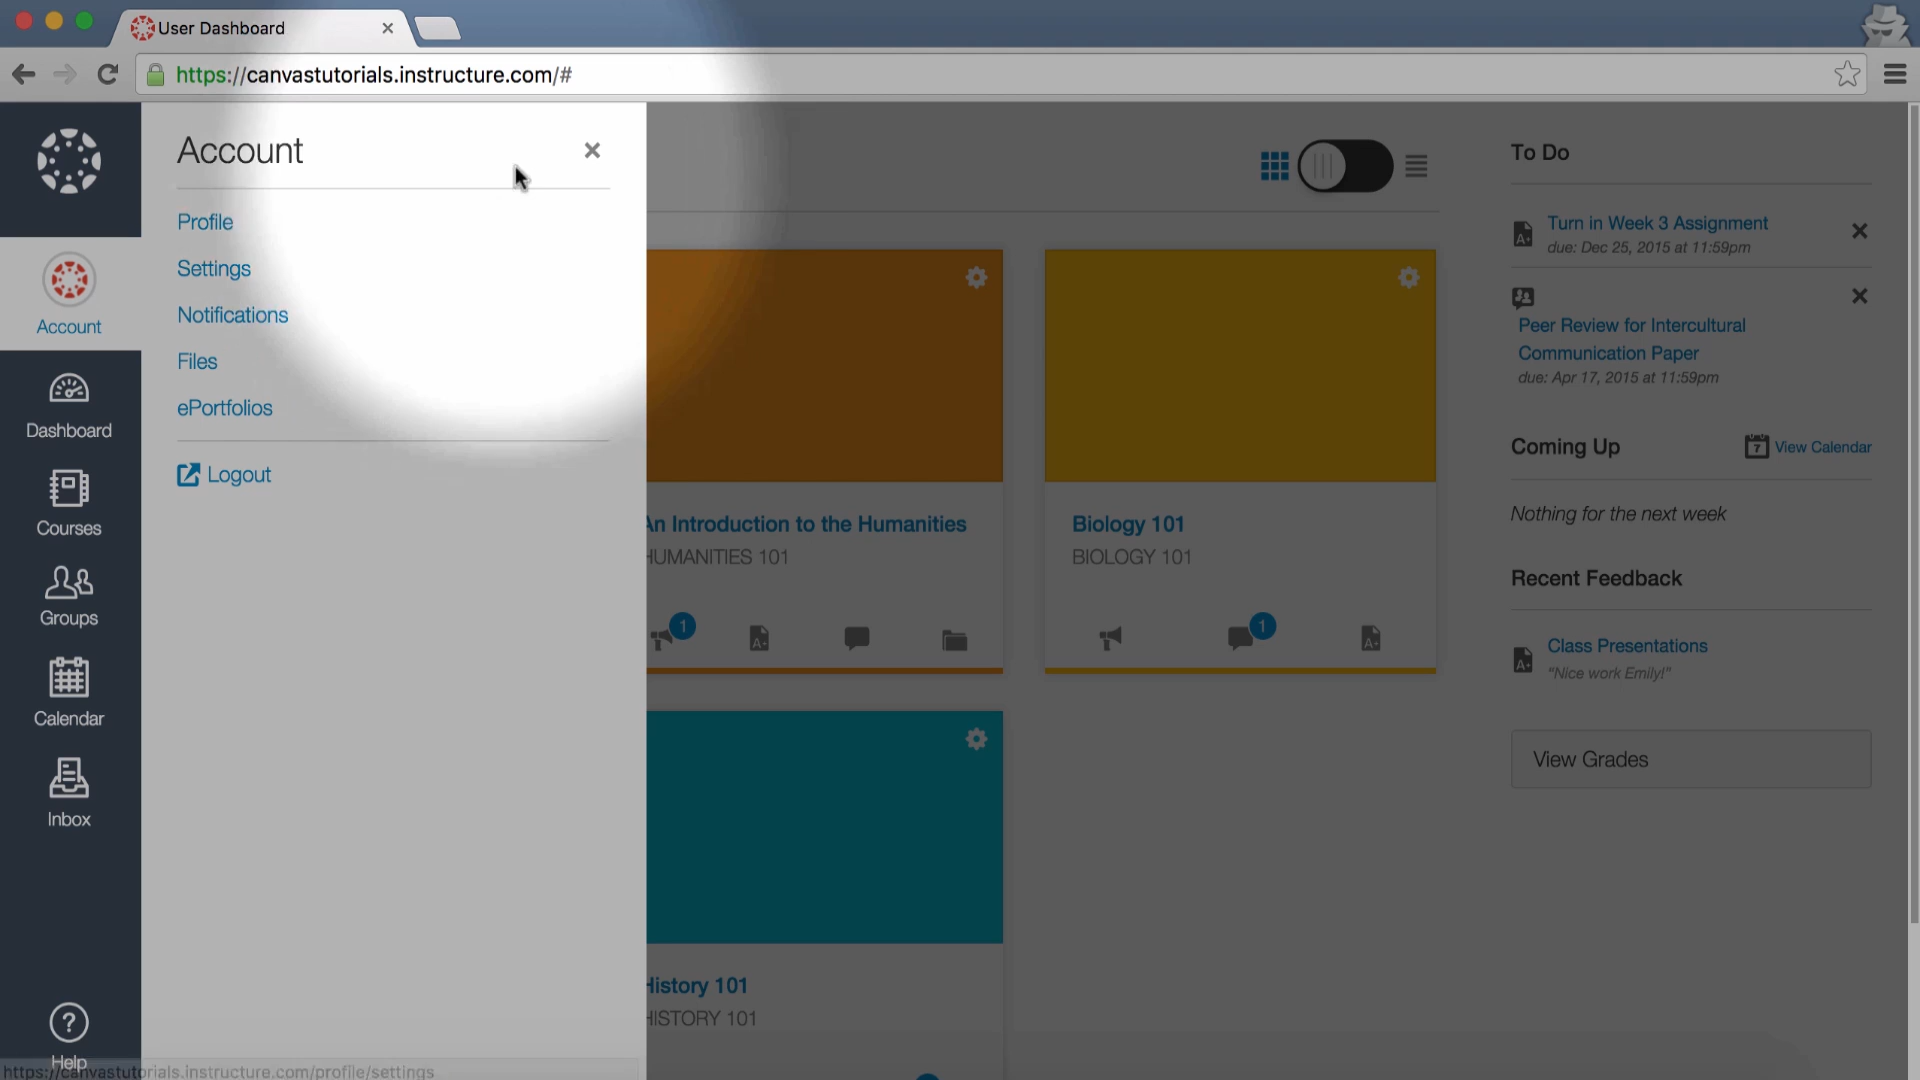 User Dashboard
https://canvastutorials.instructure.com/#
Account
Profile
Settings
Notifications
Files
ePortfolios
Logout
Account
Dashboard
Courses
Groups
Calendar
Inbox
Help
An Introduction to the Humanities
HUMANITIES 101
1
Biology 101
BIOLOGY 101
1
History 101
HISTORY 101
To Do
A+
Turn in Week 3 Assignment
due: Dec 25, 2015 at 11:59pm
Peer Review for Intercultural
Communication Paper
due: Apr 17, 2015 at 11:59pm
Coming Up
7
View Calendar
Nothing for the next week
Recent Feedback
A+
Class Presentations
"Nice work Emily!"
View Grades
https://canvastutorials.instructure.com/profile/settings